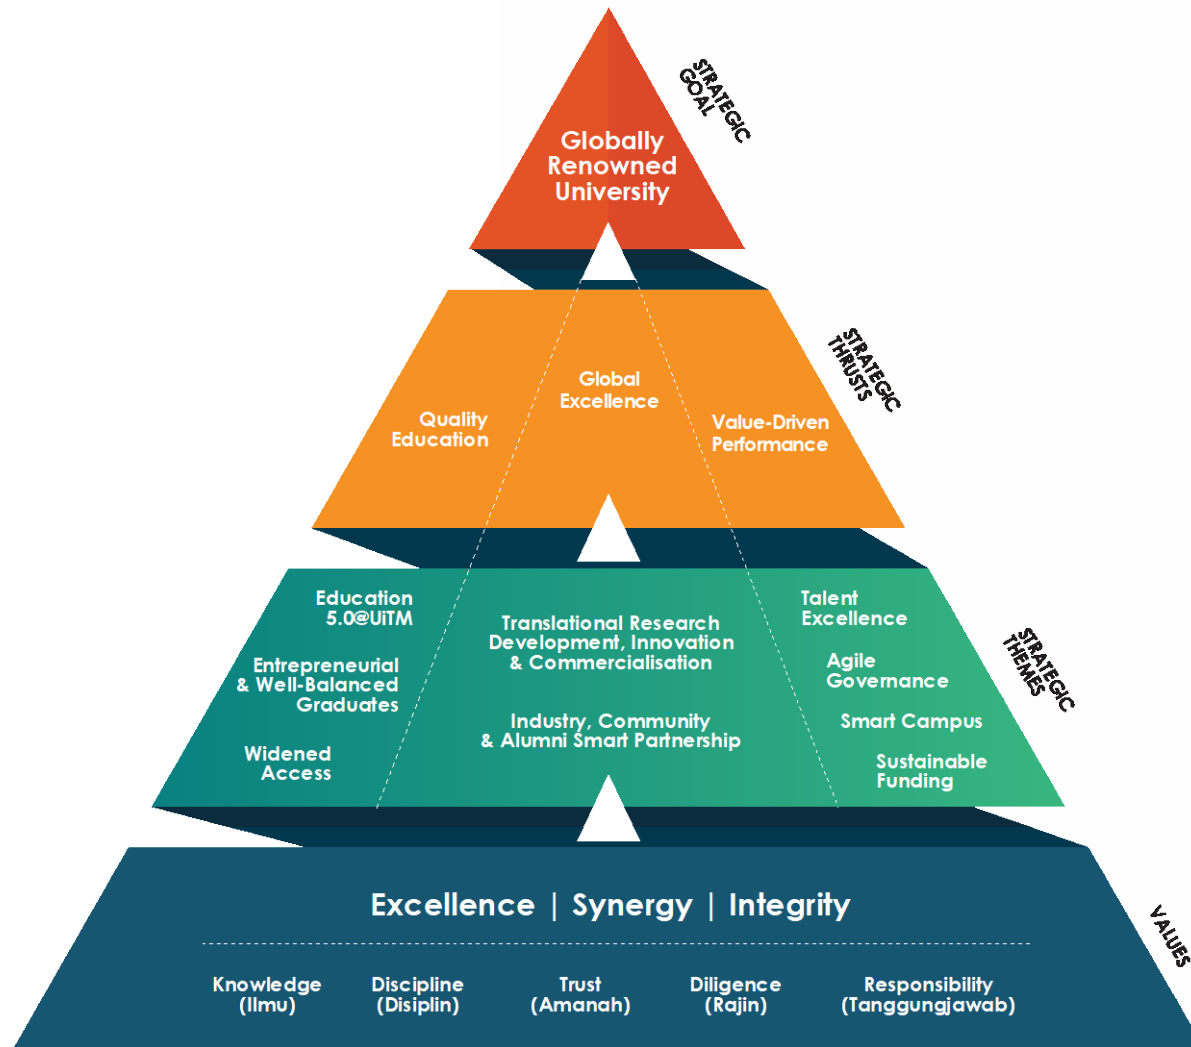 STRATEGIC
GOAL
Globally
Renowned
University
STRATEGIC
THRUSTS
Quality
Education
Global
Excellence
Value-Driven
Performance
STRATEGIC
THEMES
Education
5.0@UiTM
Entrepreneurial
& Well-Balanced
Graduates
Widened
Access
Translational Research
Development, Innovation
& Commercialisation
Industry, Community
& Alumni Smart Partnership
Talent
Excellence
Agile
Governance
Smart Campus
Sustainable
Funding
VALUES
Excellence | Synergy | Integrity
Knowledge
(Ilmu)
Discipline
(Disiplin)
Trust
(Amanah)
Diligence
(Rajin)
Responsibility
(Tanggungjawab)